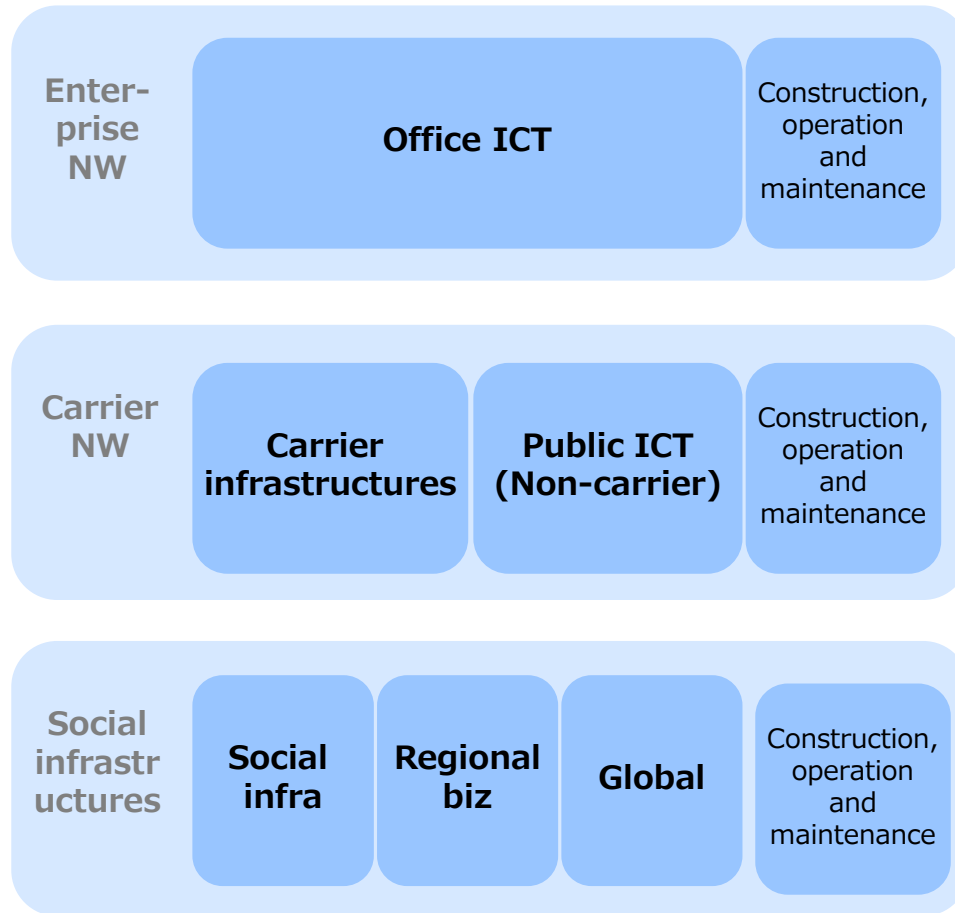 Enter-
prise
NW
Office ICT
Construction,
operation
and
maintenance
Carrier
NW
Carrier
infrastructures
Public ICT
(Non-carrier)
Construction,
operation
and
maintenance
Social
infrastr
uctures
Social
infra
Regional
biz
Global
Construction,
operation
and
maintenance